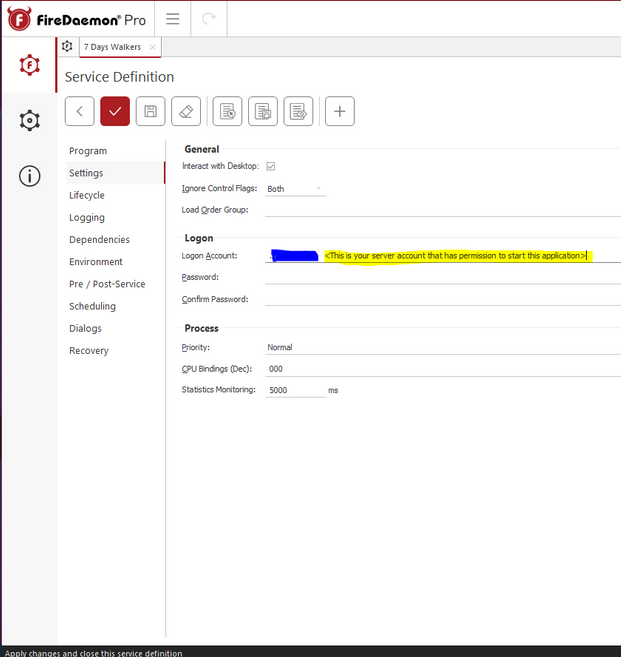 FireDaemon® Pro
7 Days Walkers
Service Definition
Program
Settings
Lifecycle
Logging
Dependencies
Environment
Pre / Post-Service
Scheduling
Dialogs
Recovery
General
Interact with Desktop:
Ignore Control Flags: Both
Load Order Group:
Logon
Logon Account: <This is your server account that has permission to start this application>
Password:
Confirm Password:
Process
Priority: Normal
CPU Bindings (Dec): 000
Statistics Monitoring: 5000 ms
Apply changes and close this service definition